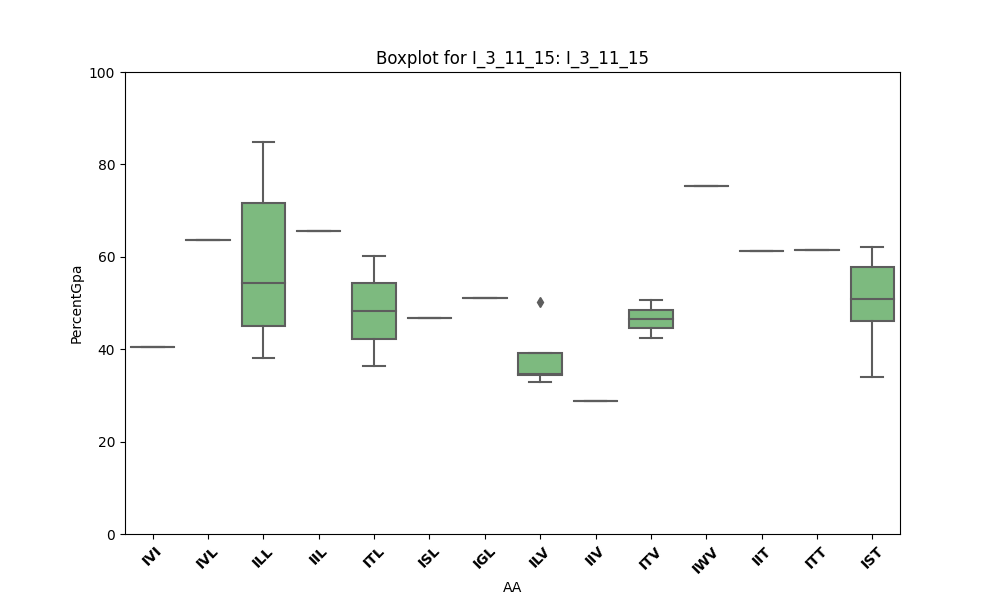 Boxplot for I_3_11_15: I_3_11_15
100
80
60
40
20
0
PercentGpa
IVI IVL ILL IIL ITL ISL IGL ILV IIV ITV IWV IIT ITT IST
AA